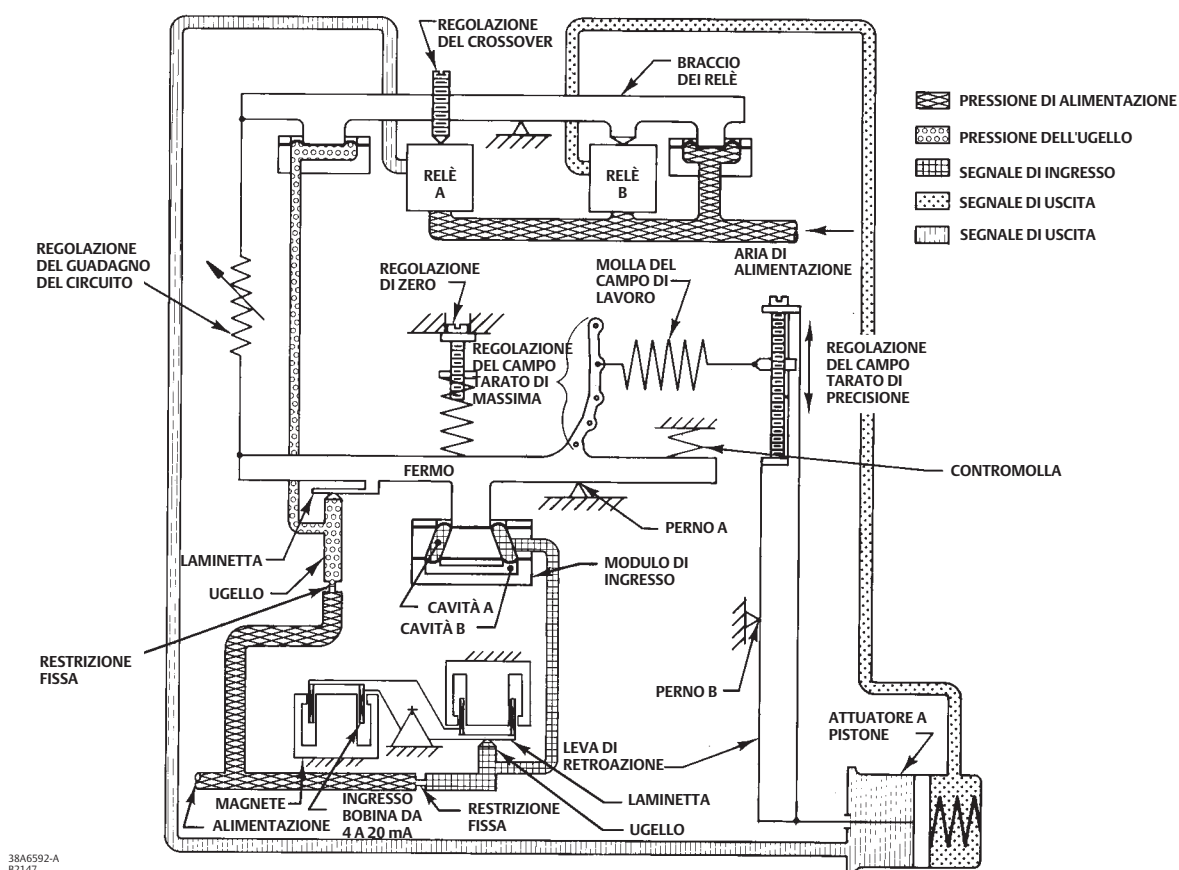 REGOLAZIONE
DEL CROSSOVER
BRACCIO
DEI RELÈ
PRESSIONE DI ALIMENTAZIONE
PRESSIONE DELL'UGELLO
SEGNALE DI INGRESSO
SEGNALE DI USCITA
SEGNALE DI USCITA
RELÈ
A
RELÈ
B
ARIA DI
ALIMENTAZIONE
REGOLAZIONE
DEL GUADAGNO
DEL CIRCUITO
REGOLAZIONE
DI ZERO
MOLLA DEL
CAMPO DI
LAVORO
REGOLAZIONE
DEL CAMPO
TARATO DI
MASSIMA
REGOLAZIONE
DEL CAMPO
TARATO DI
PRECISIONE
FERMO
CONTROMOLLA
PERNO A
LAMINETTA
UGELLO
MODULO DI
INGRESSO
CAVITÀ A
CAVITÀ B
RESTRIZIONE
FISSA
PERNO B
ATTUATORE A
PISTONE
LEVA DI
RETROAZIONE
MAGNETE
ALIMENTAZIONE
INGRESSO
BOBINA DA
4 A 20 mA
RESTRIZIONE
FISSA
LAMINETTA
UGELLO
38A6592-A
B2147